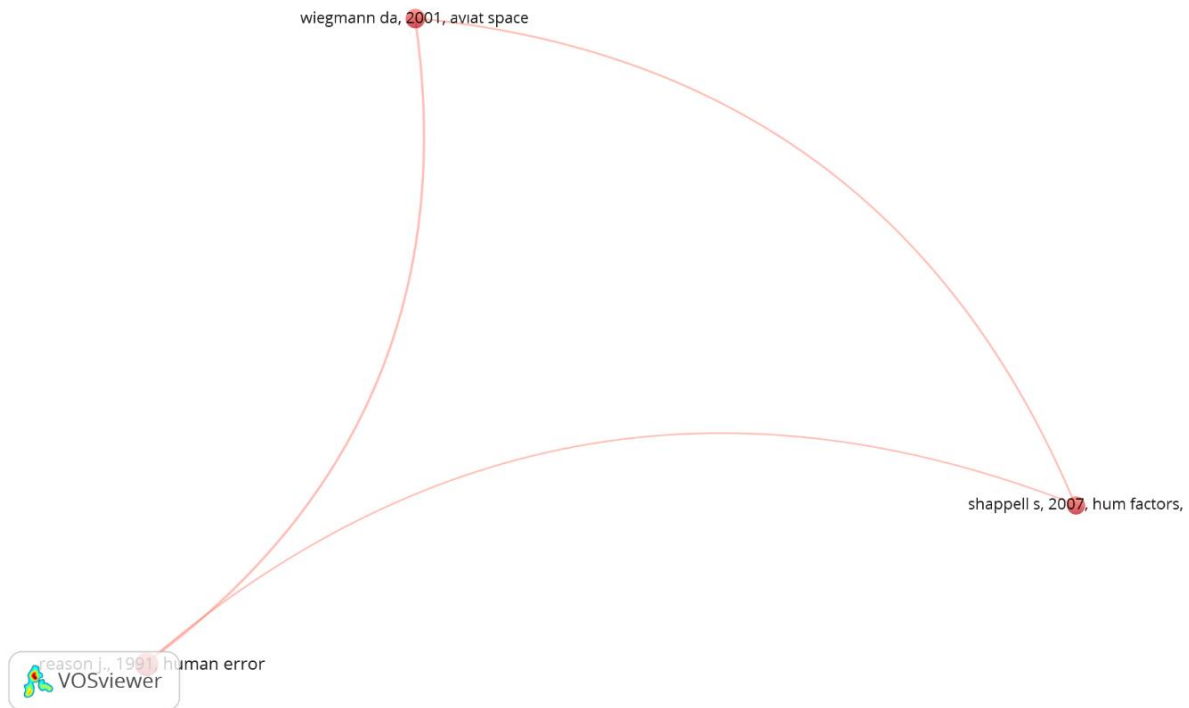 wiegmann da, 2001, aviat space
shappell s, 2007, hum factors,
reason j., 1991, human error
VOSviewer